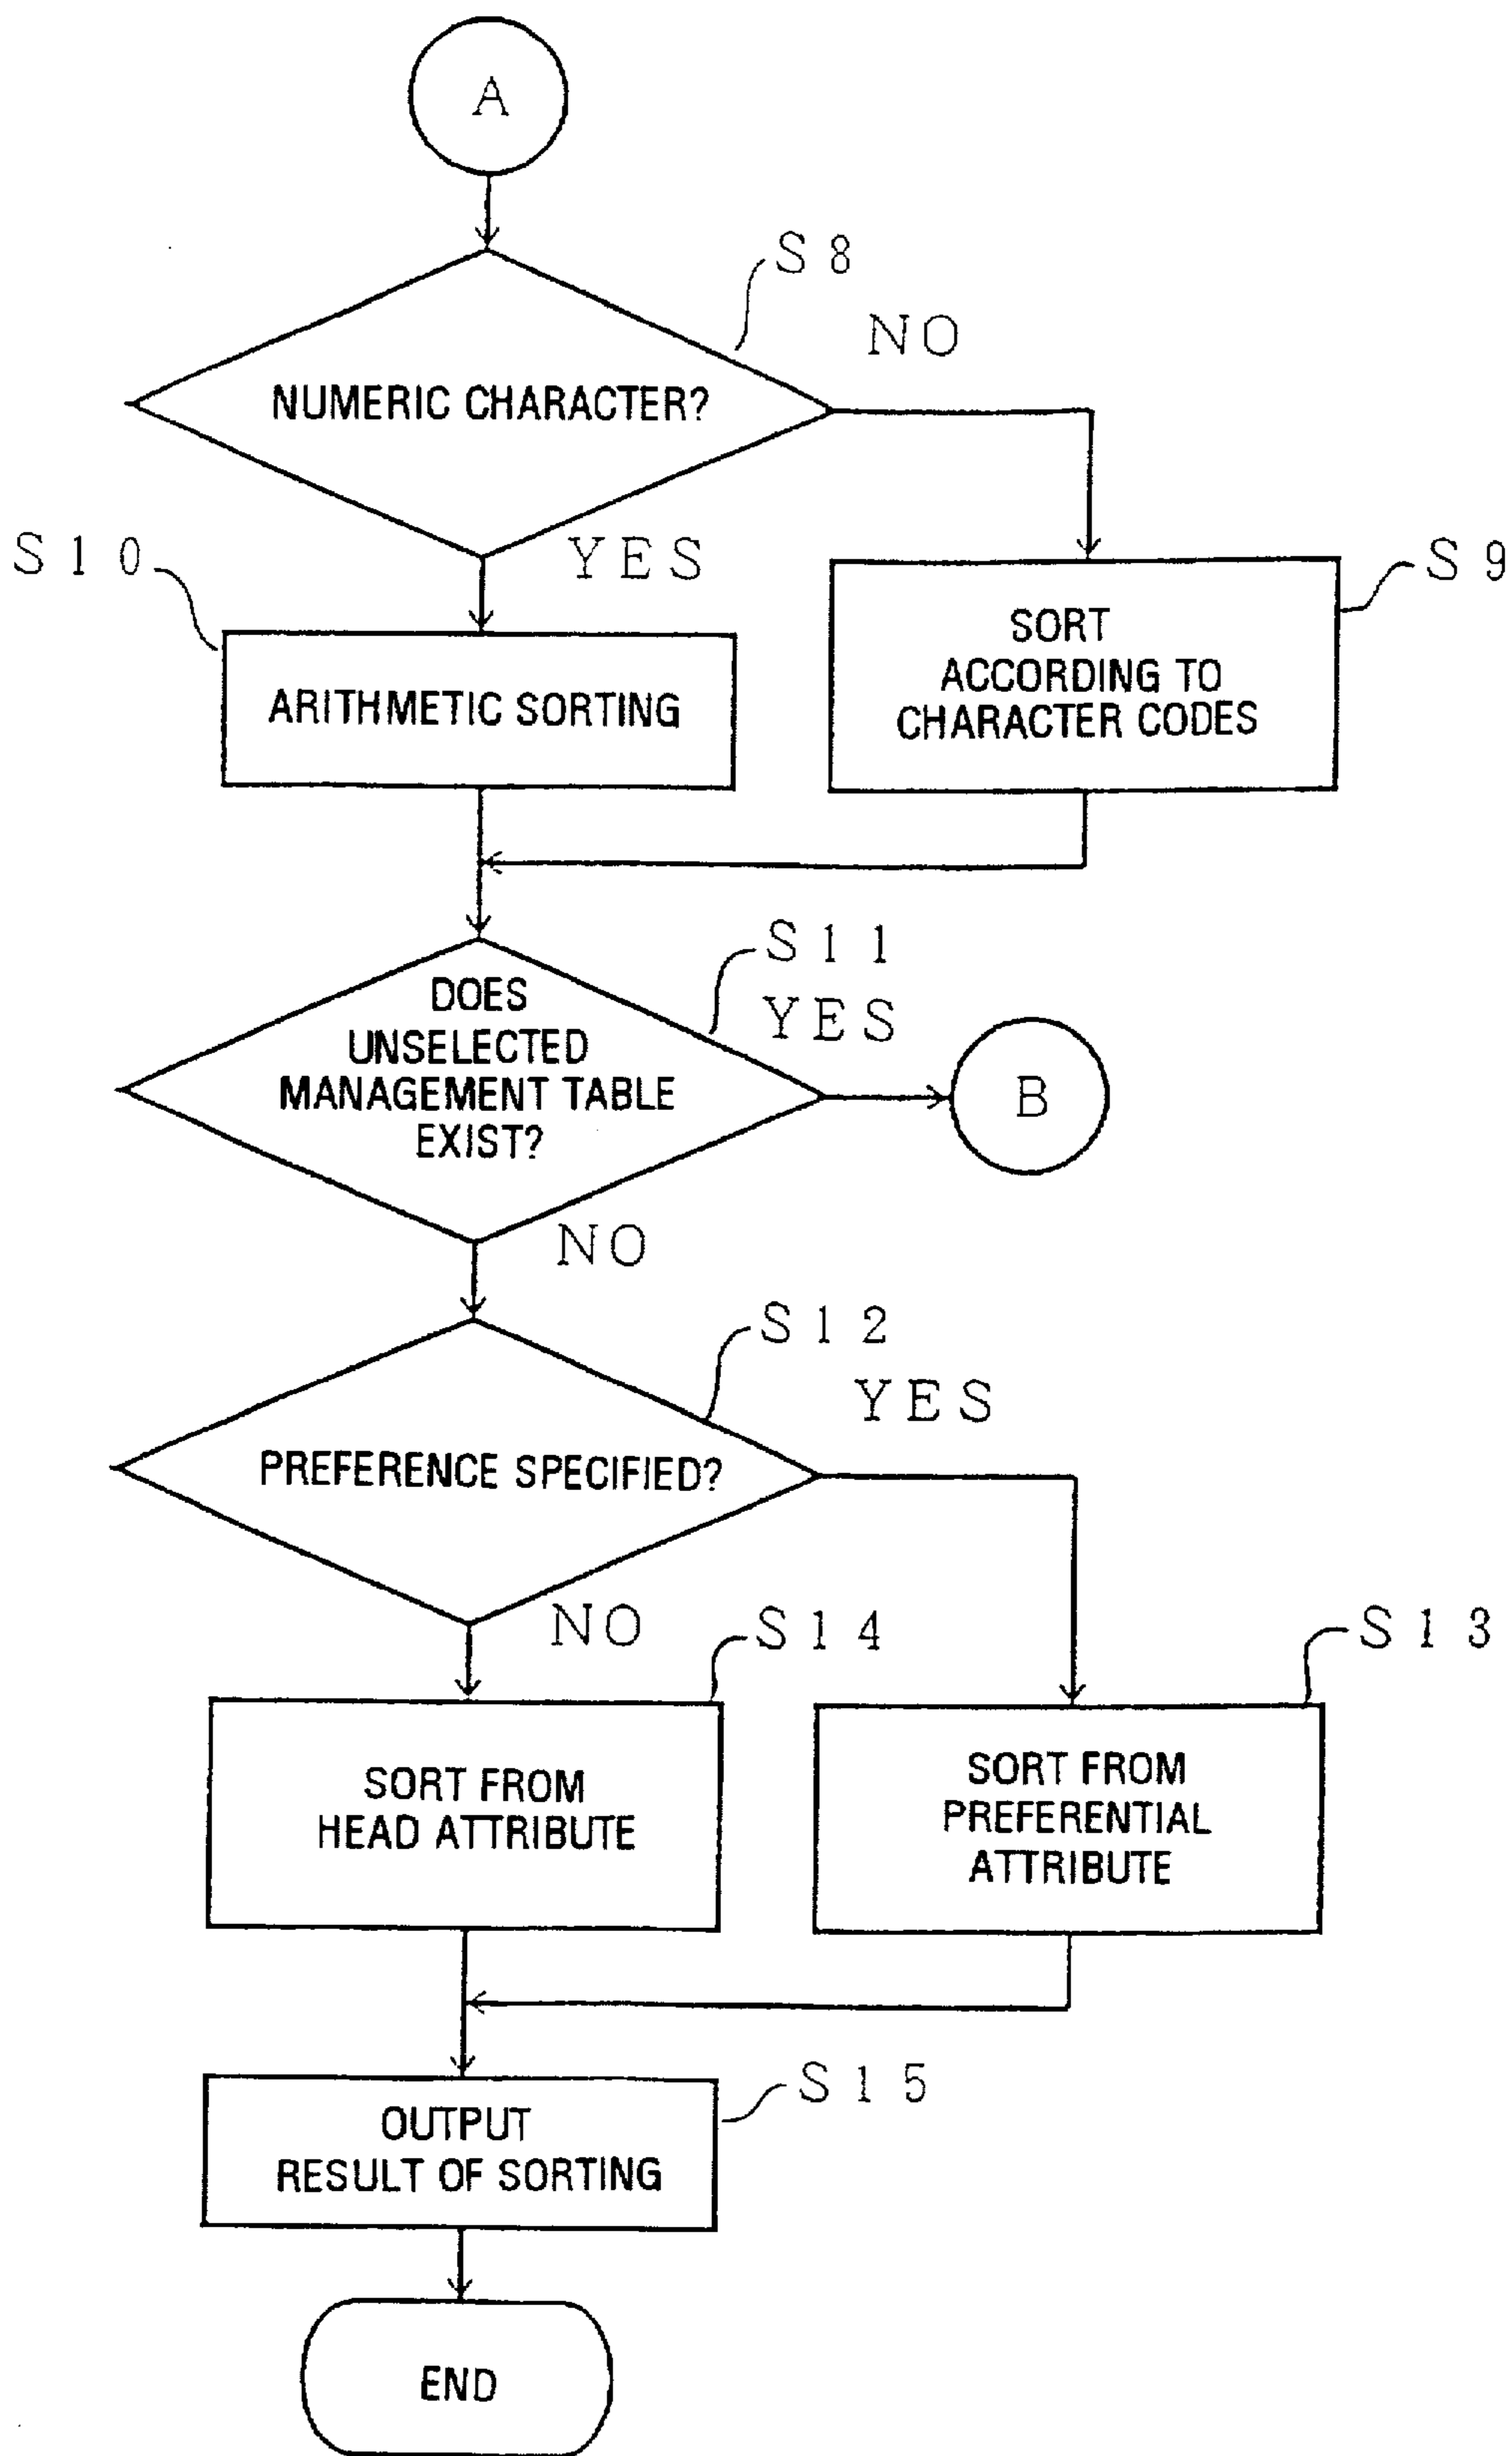 A
S8
NO
NUMERIC CHARACTER?
S10
YES
S9
SORT
ACCORDING TO
CHARACTER CODES
ARITHMETIC SORTING
S11
YES
DOES
UNSELECTED
MANAGEMENT TABLE
EXIST?
B
NO
S12
YES
PREFERENCE SPECIFIED?
NO
S14
S13
SORT FROM
HEAD ATTRIBUTE
SORT FROM
PREFERENTIAL
ATTRIBUTE
S15
OUTPUT
RESULT OF SORTING
END